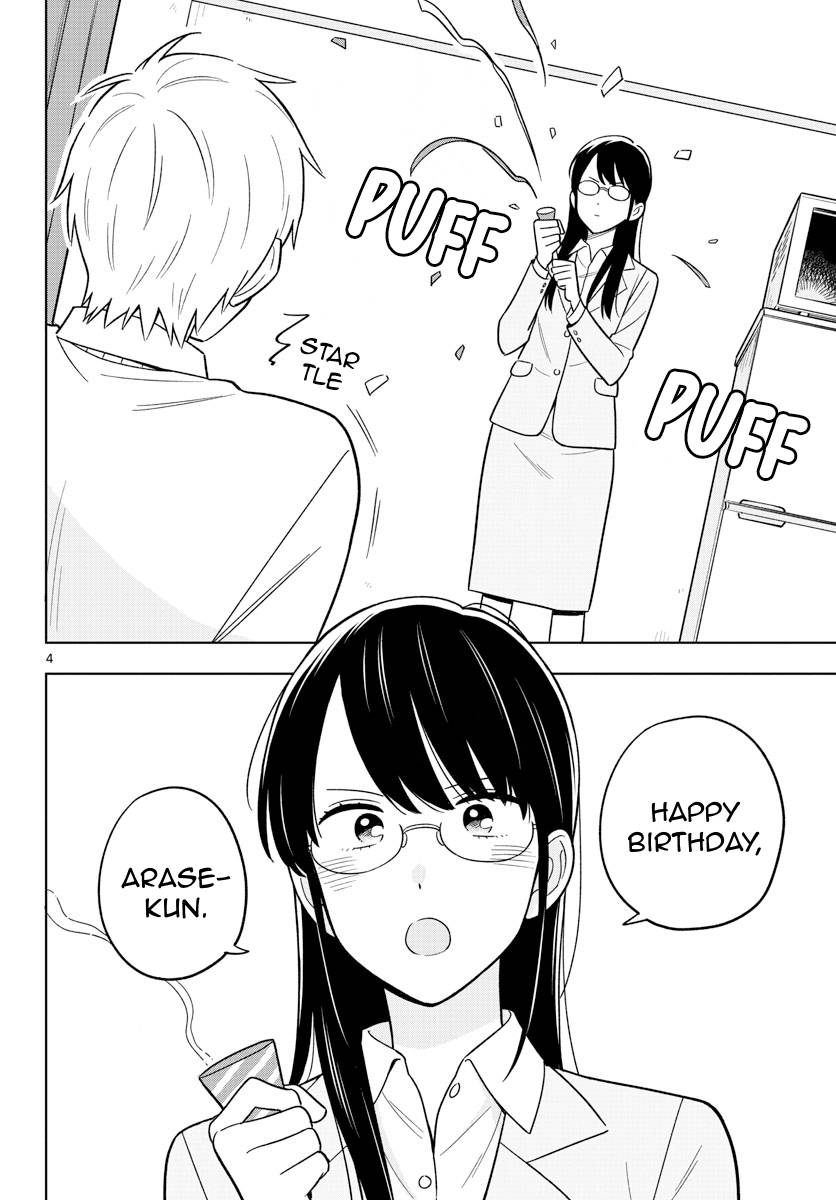 PUFF
STAR
TLE
PUFF
4
HAPPY
BIRTHDAY,
ARASE-
KUN.